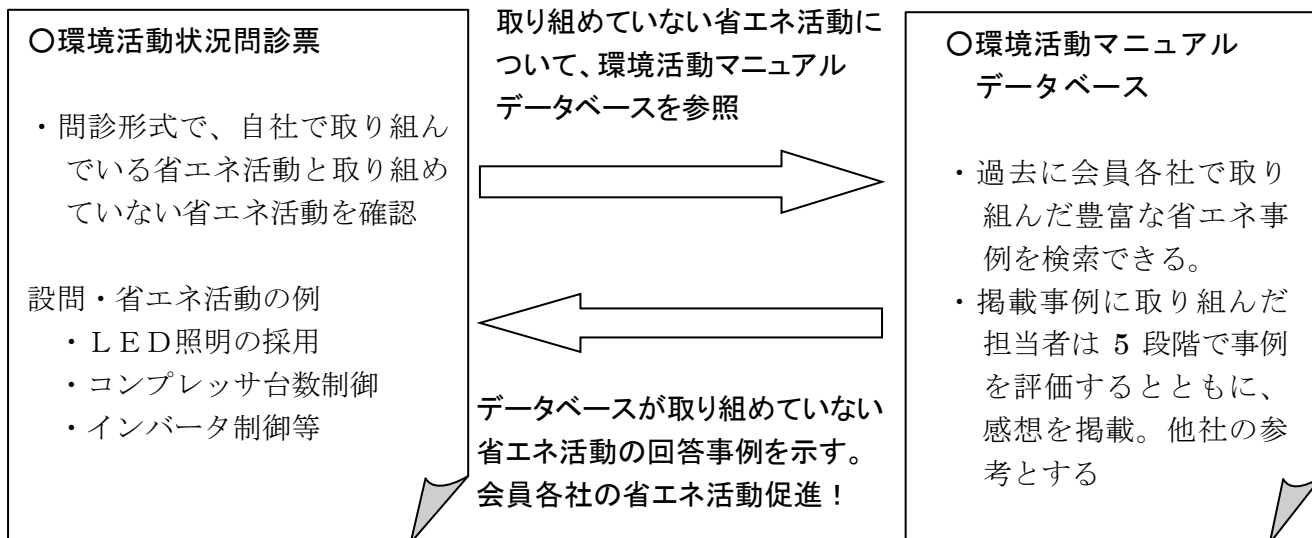 〇環境活動状況問診票
・問診形式で、自社で取り組ん
でいる省エネ活動と取り組め
ていない省エネ活動を確認
設問・省エネ活動の例
・ＬＥＤ照明の採用
・コンプレッサ台数制御
・インバータ制御等
取り組めていない省エネ活動に
ついて、環境活動マニュアル
データベースを参照
データベースが取り組めていない
省エネ活動の回答事例を示す。
会員各社の省エネ活動促進！
〇環境活動マニュアル
データベース
・過去に会員各社で取り
組んだ豊富な省エネ事
例を検索できる。
・掲載事例に取り組んだ
担当者は 5 段階で事例
を評価するとともに、
感想を掲載。他社の参
考とする